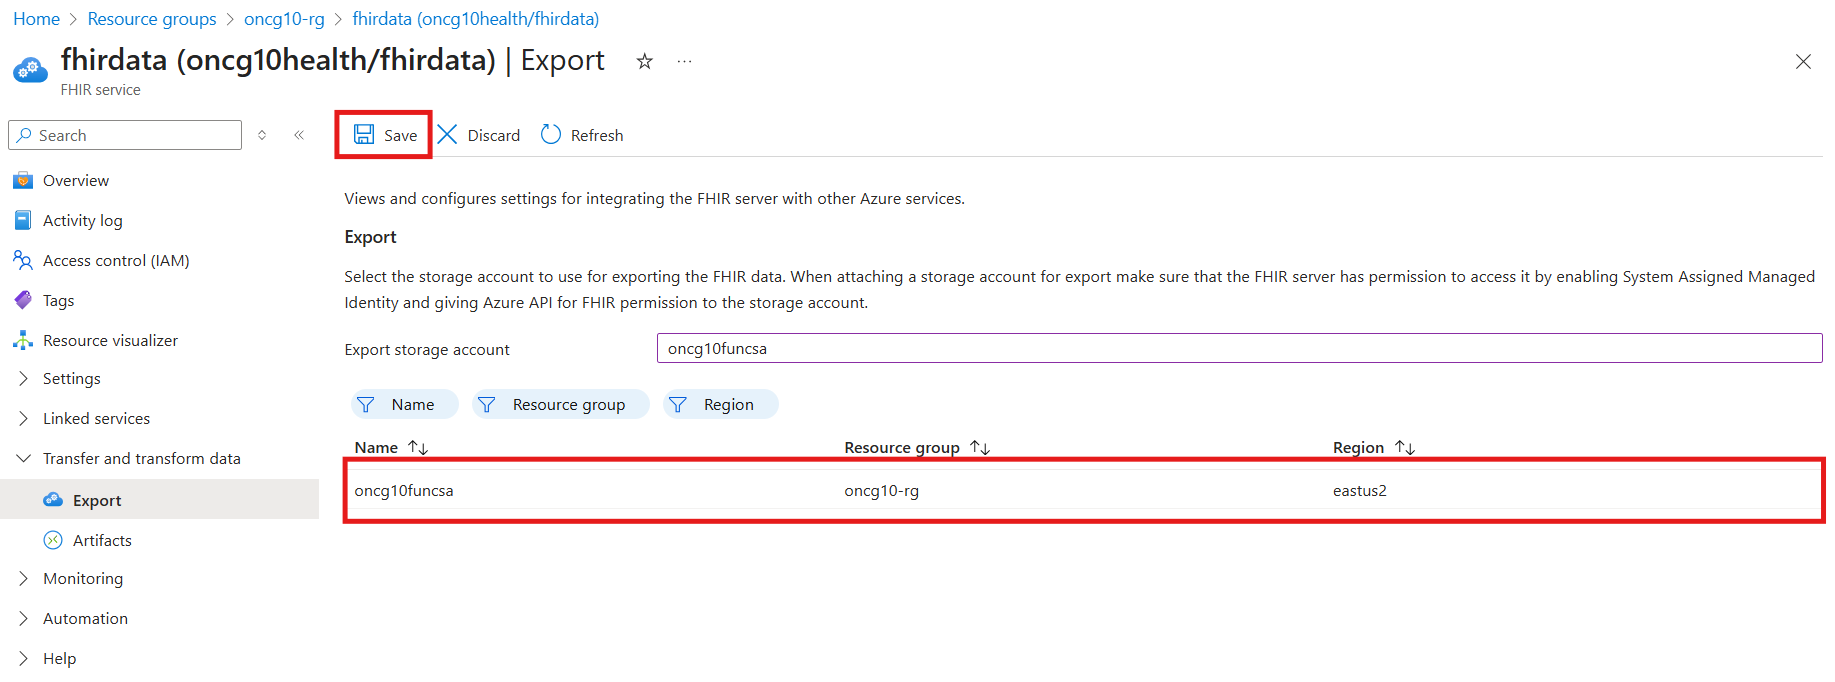 Home > Resource groups > oncg10-rg > fhirdata (oncg10health/fhirdata)
fhirdata (oncg10health/fhirdata) | Export
FHIR service
Search
Save Discard Refresh
Overview
Activity log
Access control (IAM)
Tags
Resource visualizer
Settings
Linked services
Transfer and transform data
Export
Artifacts
Monitoring
Automation
Help
Views and configures settings for integrating the FHIR server with other Azure services.
Export
Select the storage account to use for exporting the FHIR data. When attaching a storage account for export make sure that the FHIR server has permission to access it by enabling System Assigned Managed
Identity and giving Azure API for FHIR permission to the storage account.
Export storage account oncg10funcsa
Name Resource group Region
Name Resource group Region
oncg10funcsa oncg10-rg eastus2